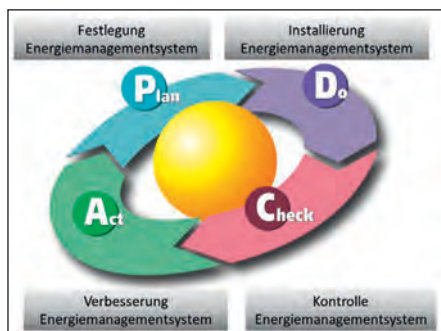 Festlegung
Energiemanagementsystem
Installierung
Energiemanagementsystem
Plan
Do
Act
Check
Verbesserung
Energiemanagementsystem
Kontrolle
Energiemanagementsystem